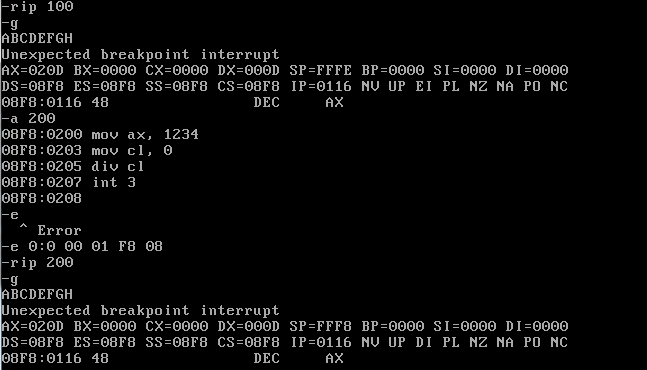 -rip 100
-g
ABCDEFGH
Unexpected breakpoint interrupt
AX=020D BX=0000 CX=0000 DX=000D SP=FFFE BP=0000 SI=0000 DI=0000
DS=08F8 ES=08F8 SS=08F8 CS=08F8 IP=0116 NV UP EI PL NZ NA PO NC
08F8:0116 48 DEC AX
-a 200
08F8:0200 mov ax, 1234
08F8:0203 mov cl, 0
08F8:0205 div cl
08F8:0207 int 3
08F8:0208
-e
^ Error
-e 0:0 00 01 F8 08
-rip 200
-g
ABCDEFGH
Unexpected breakpoint interrupt
AX=020D BX=0000 CX=0000 DX=000D SP=FFF8 BP=0000 SI=0000 DI=0000
DS=08F8 ES=08F8 SS=08F8 CS=08F8 IP=0116 NV UP DI PL NZ NA PO NC
08F8:0116 48 DEC AX